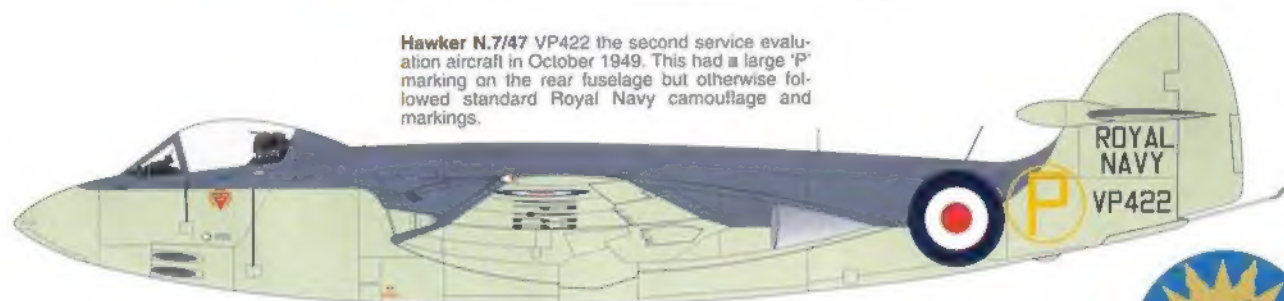 Hawker N.7/47 VP422 the second service evalu-
ation aircraft in October 1949. This had a large 'P'
marking on the rear fuselage but otherwise fol-
lowed standard Royal Navy camouflage and
markings.
ROYAL
NAVY
P
VP422